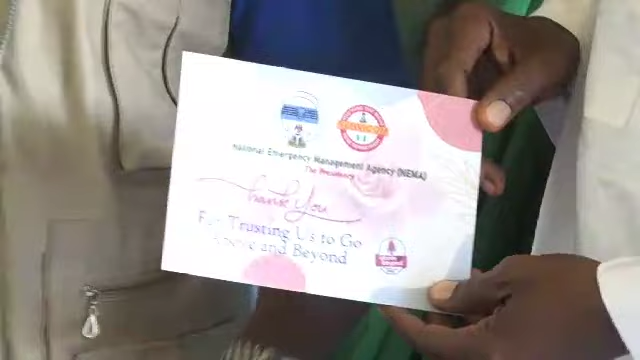 National Emergency Management Agency (NEMA)
The Presidency
Thank You
For Trusting Us to Go
Above and Beyond